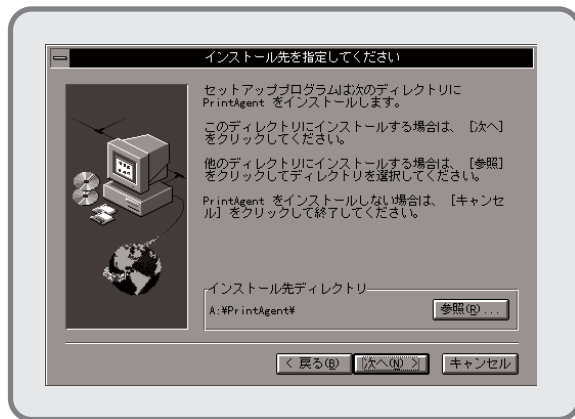 インストール先を指定してください
セットアッププログラムは次のディレクトリに
PrintAgent をインストールします。
このディレクトリにインストールする場合は、［次へ］
をクリックしてください。
他のディレクトリにインストールする場合は、［参照］
をクリックしてディレクトリを選択してください。
PrintAgent をインストールしない場合は、［キャンセ
ル］をクリックして終了してください。
インストール先ディレクトリ
A:¥PrintAgent¥
参照(R)...
< 戻る(B)
次へ(N) >
キャンセル